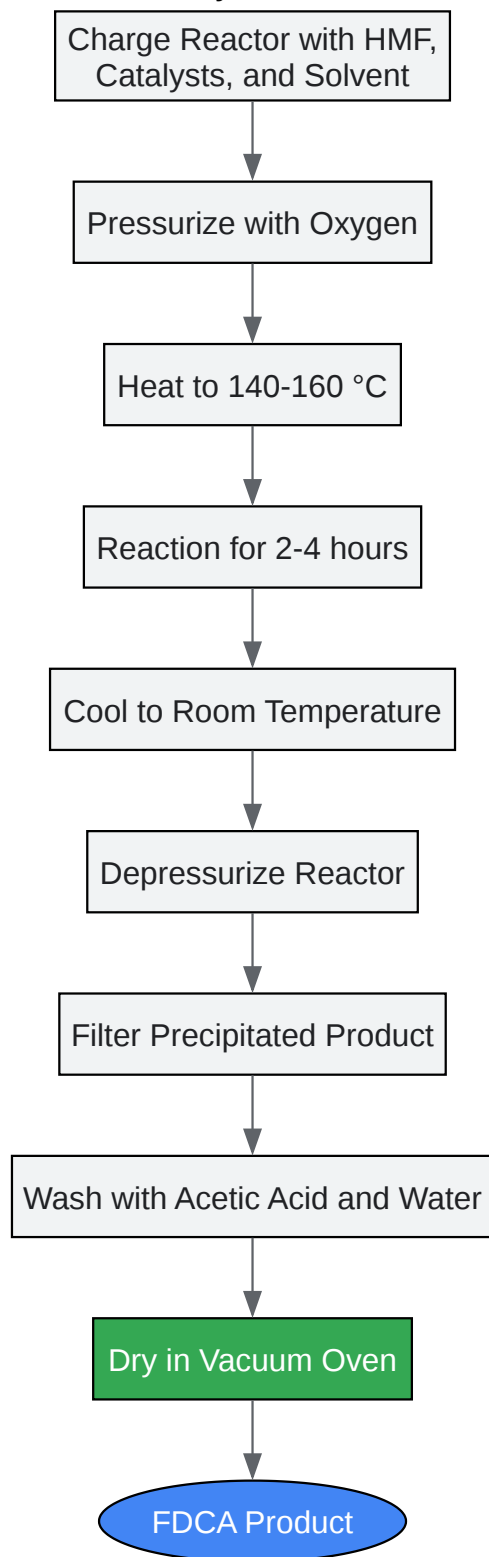 Charge Reactor with HMF,
Catalysts, and Solvent
Pressurize with Oxygen
Heat to 140-160 °C
Reaction for 2-4 hours
Cool to Room Temperature
Depressurize Reactor
Filter Precipitated Product
Wash with Acetic Acid and Water
Dry in Vacuum Oven
FDCA Product